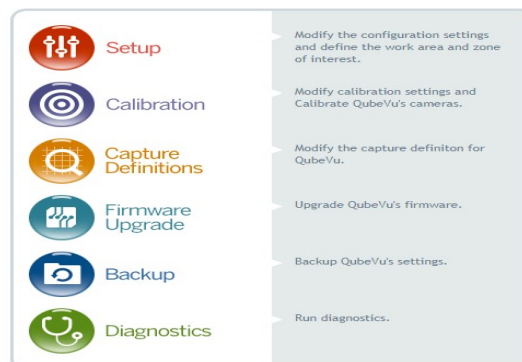 Setup
Modify the configuration settings
and define the work area and zone
of interest.
Calibration
Modify calibration settings and
Calibrate QubeVu's cameras.
Capture
Definitions
Modify the capture definiton for
QubeVu.
Firmware
Upgrade
Upgrade QubeVu's firmware.
Backup
Backup QubeVu's settings.
Diagnostics
Run diagnostics.